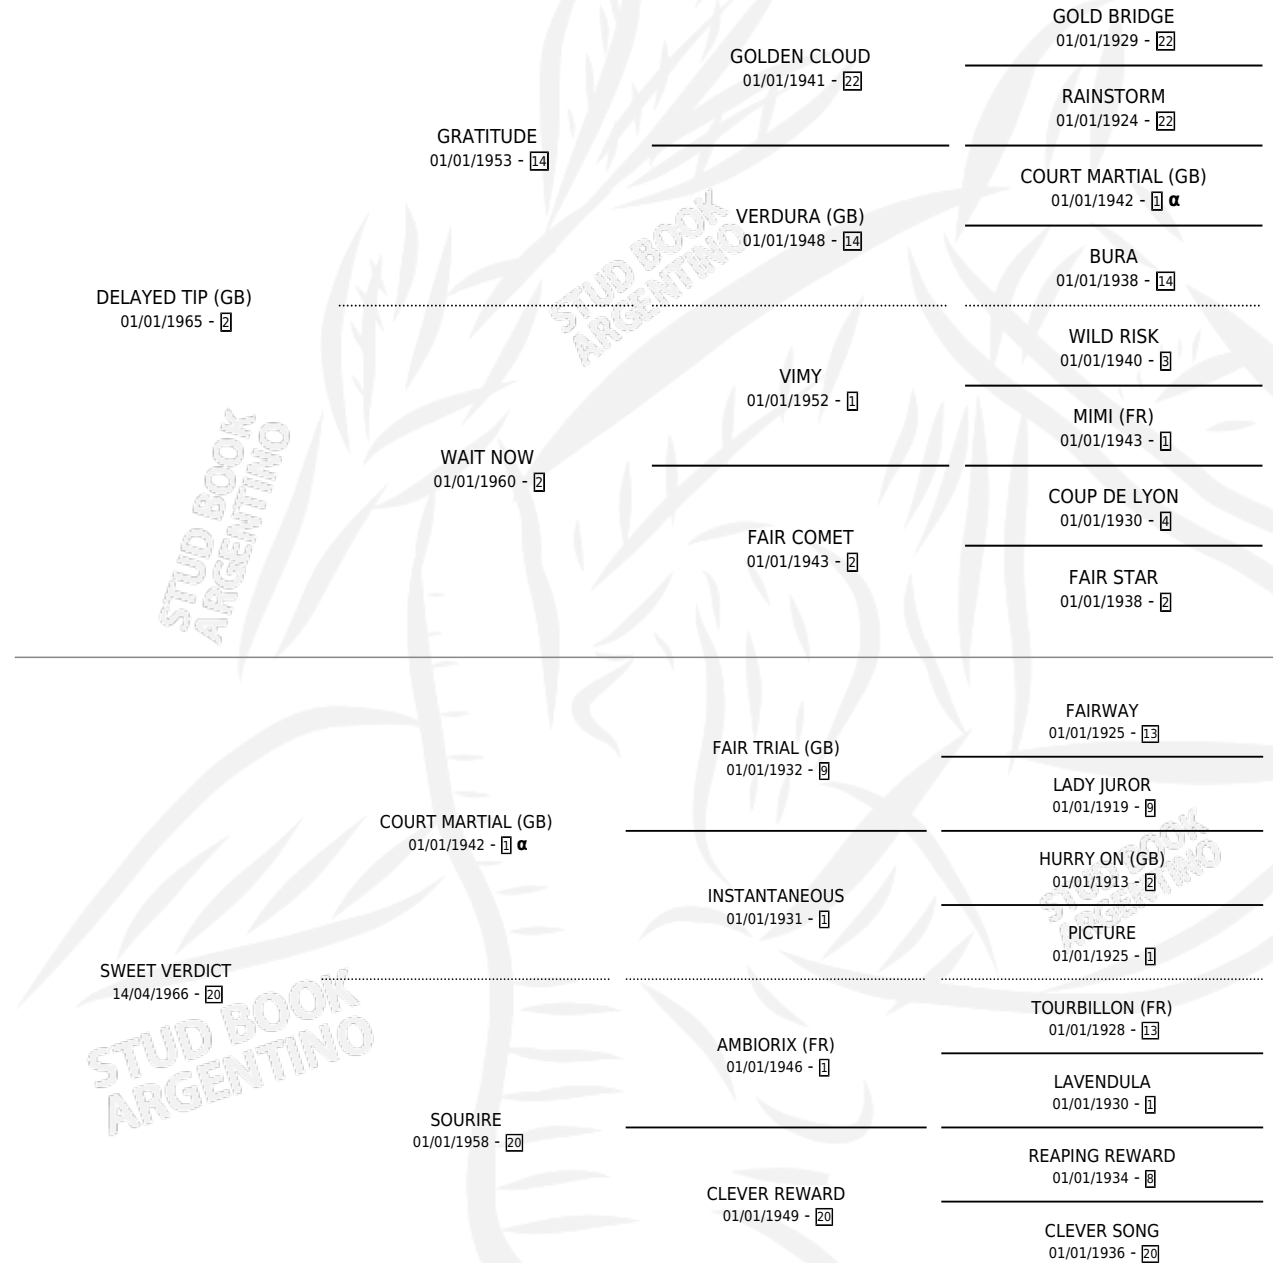 GOLD BRIDGE
01/01/1929 - 22
GOLDEN CLOUD
01/01/1941 - 22
RAINSTORM
01/01/1924 - 22
GRATITUDE
01/01/1953 - 14
COURT MARTIAL (GB)
01/01/1942 - 1 α
VERDURA (GB)
01/01/1948 - 14
BURA
01/01/1938 - 14
DELAYED TIP (GB)
01/01/1965 - 2
WILD RISK
01/01/1940 - 3
VIMY
01/01/1952 - 1
MIMI (FR)
01/01/1943 - 1
WAIT NOW
01/01/1960 - 2
COUP DE LYON
01/01/1930 - 4
FAIR COMET
01/01/1943 - 2
FAIR STAR
01/01/1938 - 2
FAIRWAY
01/01/1925 - 13
FAIR TRIAL (GB)
01/01/1932 - 9
LADY JUROR
01/01/1919 - 9
COURT MARTIAL (GB)
01/01/1942 - 1 α
HURRY ON (GB)
01/01/1913 - 2
INSTANTANEOUS
01/01/1931 - 1
PICTURE
01/01/1925 - 1
SWEET VERDICT
14/04/1966 - 20
TOURBILLON (FR)
01/01/1928 - 13
AMBIORIX (FR)
01/01/1946 - 1
LAVENDULA
01/01/1930 - 1
SOURIRE
01/01/1958 - 20
REAPING REWARD
01/01/1934 - 8
CLEVER REWARD
01/01/1949 - 20
CLEVER SONG
01/01/1936 - 20
STUD BOOK
ARGENTINO
STUD BOOK
ARGENTINO
STUD BOOK
ARGENTINO
STUD BOOK
ARGENTINO